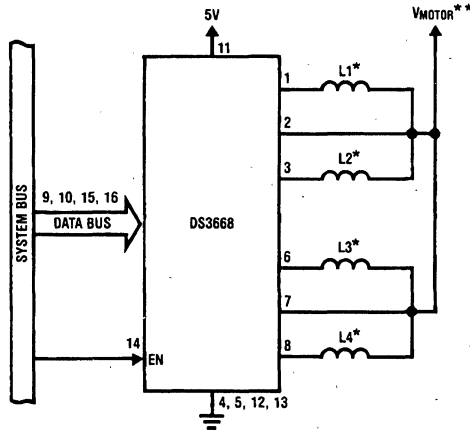 5V
VMOTOR**
11
1
L1*
2
3
L2*
SYSTEM BUS
9, 10, 15, 16
DATA BUS
DS3668
6
L3*
7
14
EN
8
L4*
4, 5, 12, 13